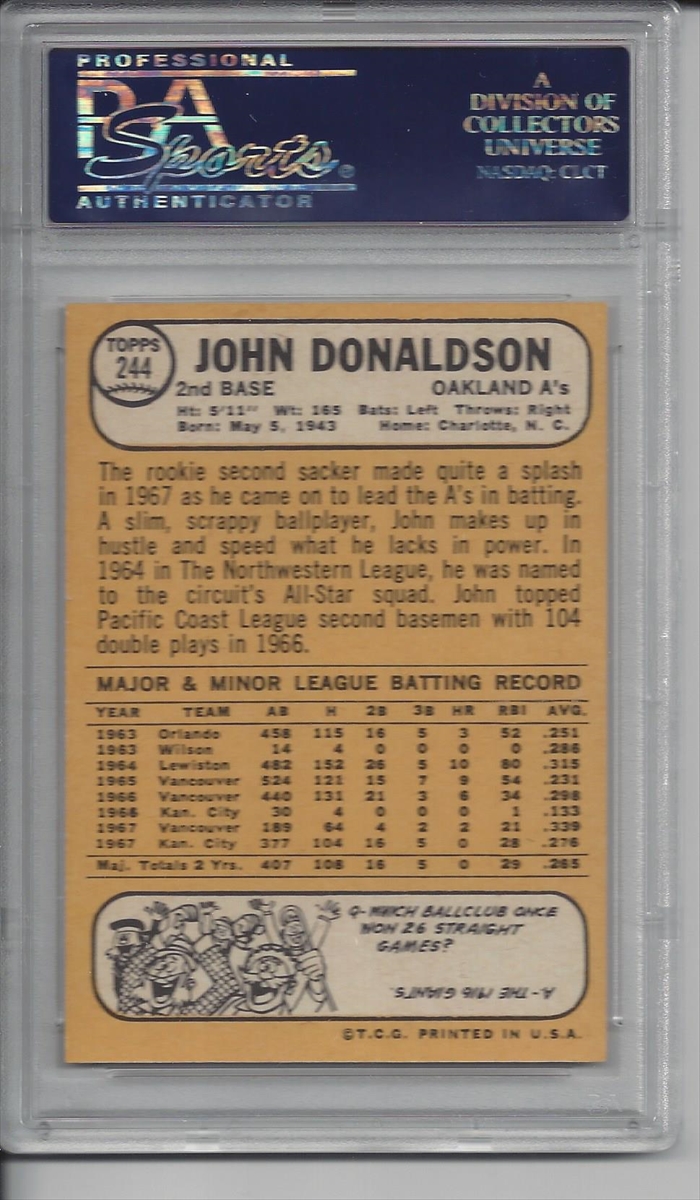 PROFESSIONAL
PSA
Sports®
AUTHENTICATOR
A
DIVISION OF
COLLECTORS
UNIVERSE
NASDAQ: CLCT
TOPPS
244
JOHN DONALDSON
2nd BASE OAKLAND A's
Ht: 5'11" Wt: 165 Bats: Left Throws: Right
Born: May 5, 1943 Home: Charlotte, N. C.
The rookie second sacker made quite a splash
in 1967 as he came on to lead the A's in batting.
A slim, scrappy ballplayer, John makes up in
hustle and speed what he lacks in power. In
1964 in The Northwestern League, he was named
to the circuit's All-Star squad. John topped
Pacific Coast League second basemen with 104
double plays in 1966.
MAJOR & MINOR LEAGUE BATTING RECORD
YEAR TEAM AB H 2B 3B HR RBI AVG.
1963 Orlando 458 115 16 5 3 52 .251
1963 Wilson 14 4 0 0 0 0 .286
1964 Lewiston 482 152 26 5 10 80 .315
1965 Vancouver 524 121 15 7 9 54 .231
1966 Vancouver 440 131 21 3 6 34 .298
1966 Kan. City 30 4 0 0 0 1 .133
1967 Vancouver 189 64 4 2 2 21 .339
1967 Kan. City 377 104 16 5 0 28 .276
Maj. Totals 2 Yrs. 407 108 16 5 0 29 .265
Q- WHICH BALLCLUB ONCE
WON 26 STRAIGHT
GAMES?
A- THE 1916 GIANTS.
©T.C.G. PRINTED IN U.S.A.